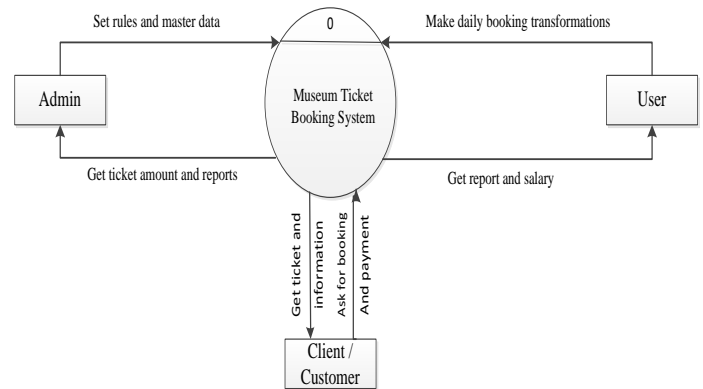 Set rules and master data
0
Make daily booking transformations
Admin
Museum Ticket
Booking System
User
Get ticket amount and reports
Get report and salary
Get ticket and
information
Ask for booking
And payment
Client /
Customer